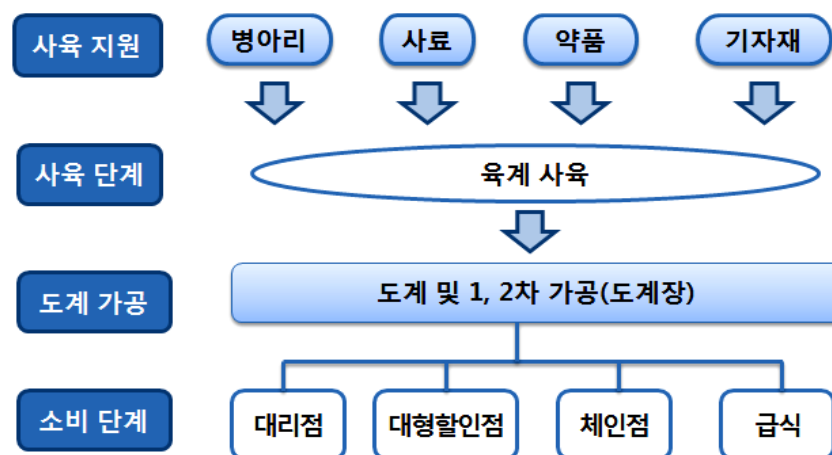 사육 지원 병아리 사료 약품 기자재
사육 단계 육계 사육
도계 가공 도계 및 1, 2차 가공(도계장)
소비 단계 대리점 대형할인점 체인점 급식